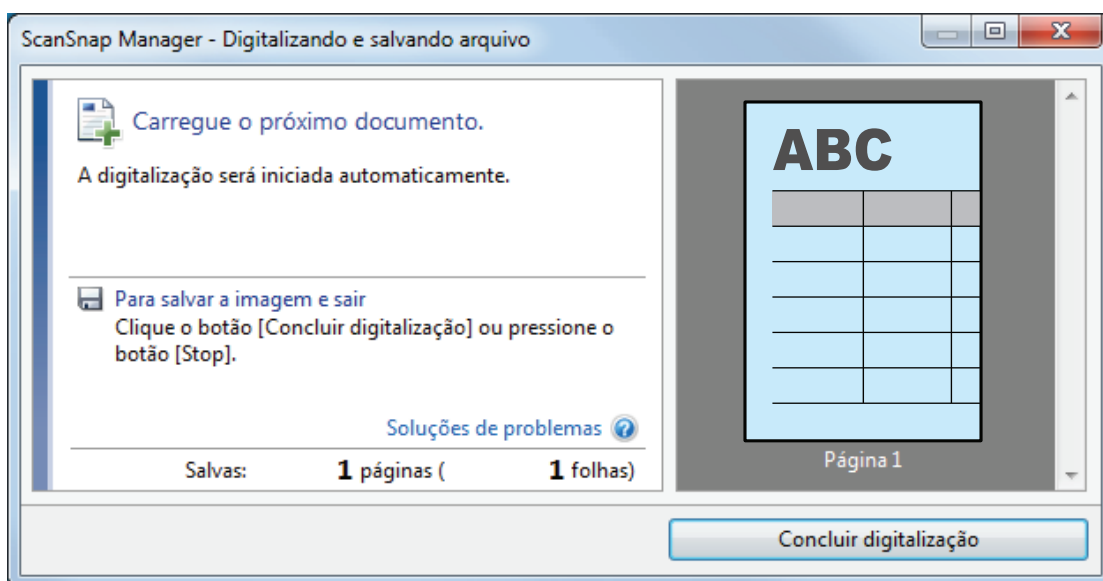 ScanSnap Manager - Digitalizando e salvando arquivo
Carregue o próximo documento.
A digitalização será iniciada automaticamente.
Para salvar a imagem e sair
Clique o botão [Concluir digitalização] ou pressione o
botão [Stop].
Soluções de problemas
Salvas: 1 páginas ( 1 folhas)
ABC
Página 1
Concluir digitalização